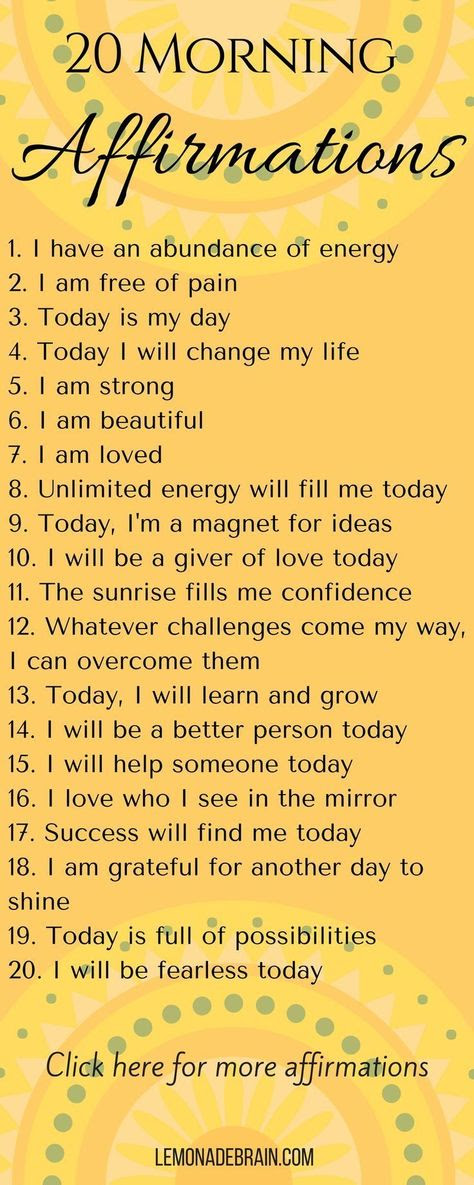 20 Morning
Affirmations
1. I have an abundance of energy
2. I am free of pain
3. Today is my day
4. Today I will change my life
5. I am strong
6. I am beautiful
7. I am loved
8. Unlimited energy will fill me today
9. Today, I'm a magnet for ideas
10. I will be a giver of love today
11. The sunrise fills me confidence
12. Whatever challenges come my way,
I can overcome them
13. Today, I will learn and grow
14. I will be a better person today
15. I will help someone today
16. I love who I see in the mirror
17. Success will find me today
18. I am grateful for another day to
shine
19. Today is full of possibilities
20. I will be fearless today
Click here for more affirmations
LEMONADEBRAIN.COM